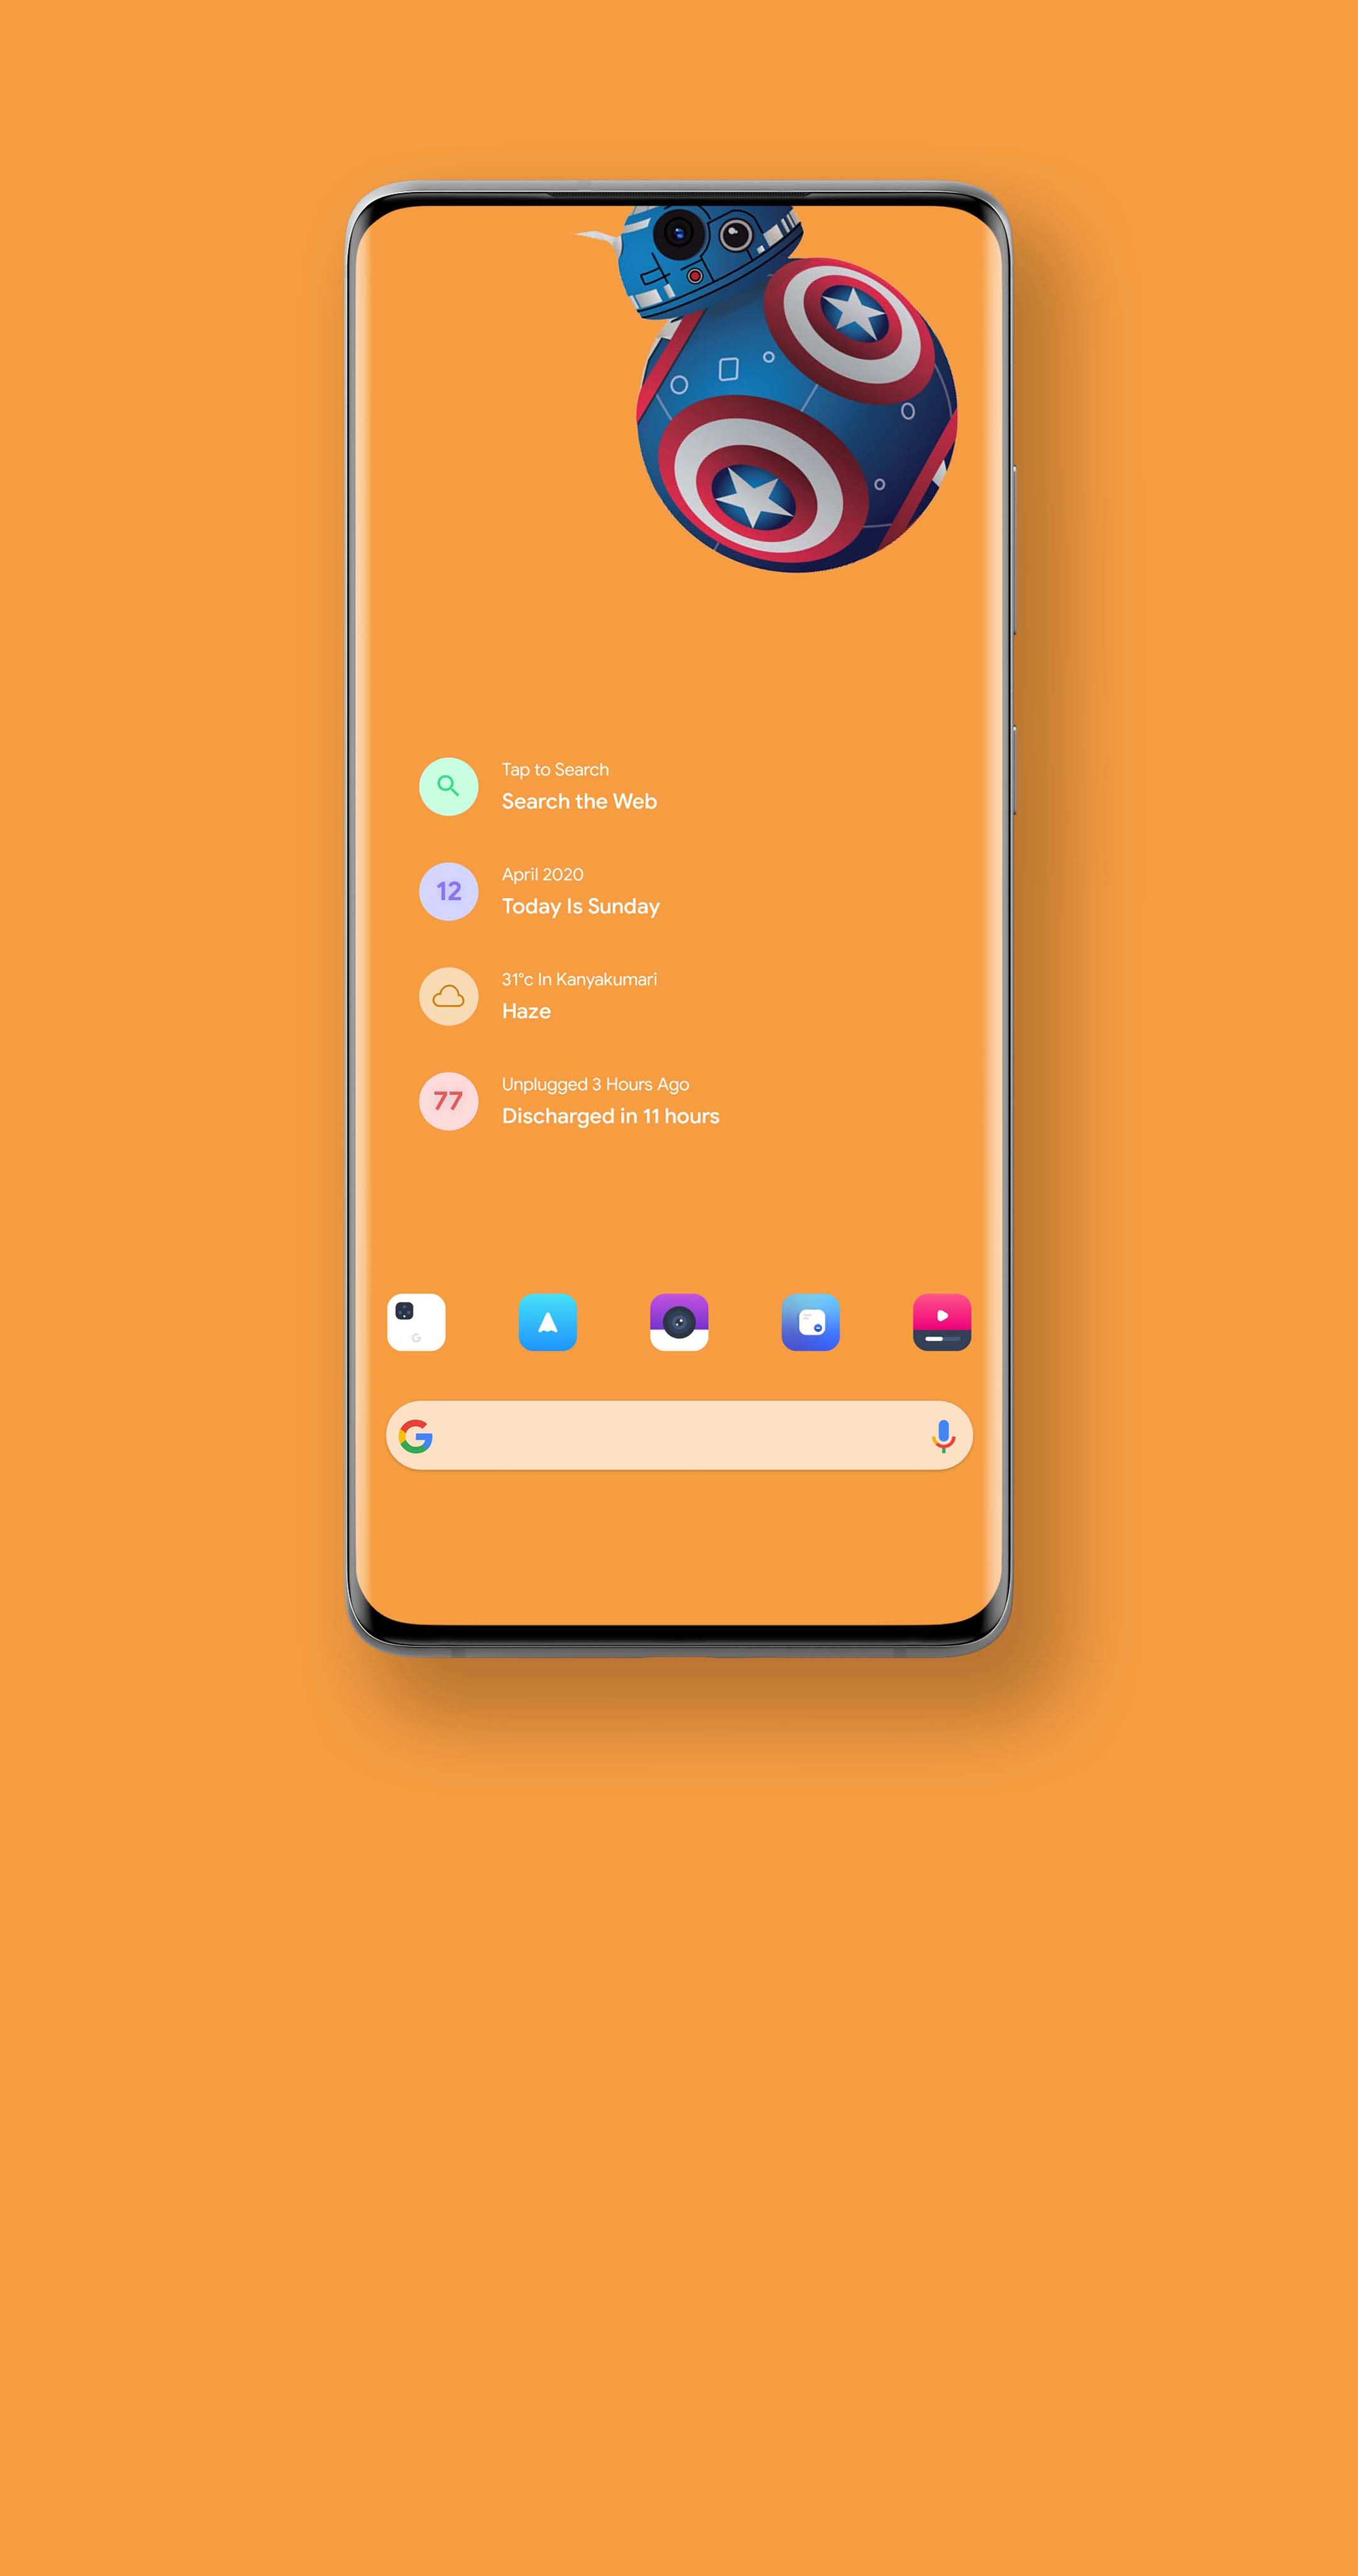 Tap to Search
Search the Web
12
April 2020
Today Is Sunday
31°c In Kanyakumari
Haze
77
Unplugged 3 Hours Ago
Discharged in 11 hours